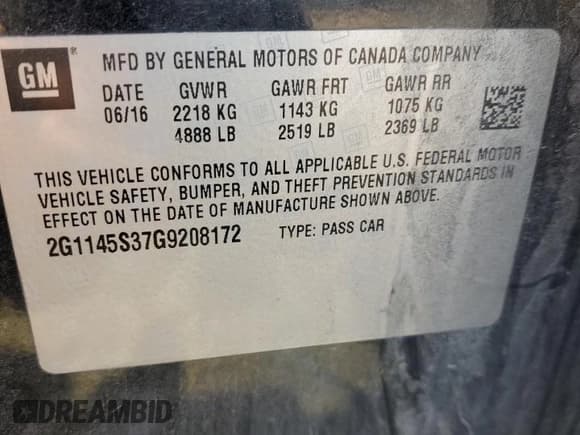 GM
MFD BY GENERAL MOTORS OF CANADA COMPANY
DATE GVWR GAWR FRT GAWR RR
06/16 2218 KG 1143 KG 1075 KG
4888 LB 2519 LB 2369 LB
THIS VEHICLE CONFORMS TO ALL APPLICABLE U.S. FEDERAL MOTOR
VEHICLE SAFETY, BUMPER, AND THEFT PREVENTION STANDARDS IN
EFFECT ON THE DATE OF MANUFACTURE SHOWN ABOVE.
2G1145S37G9208172 TYPE: PASS CAR
DREAMBID